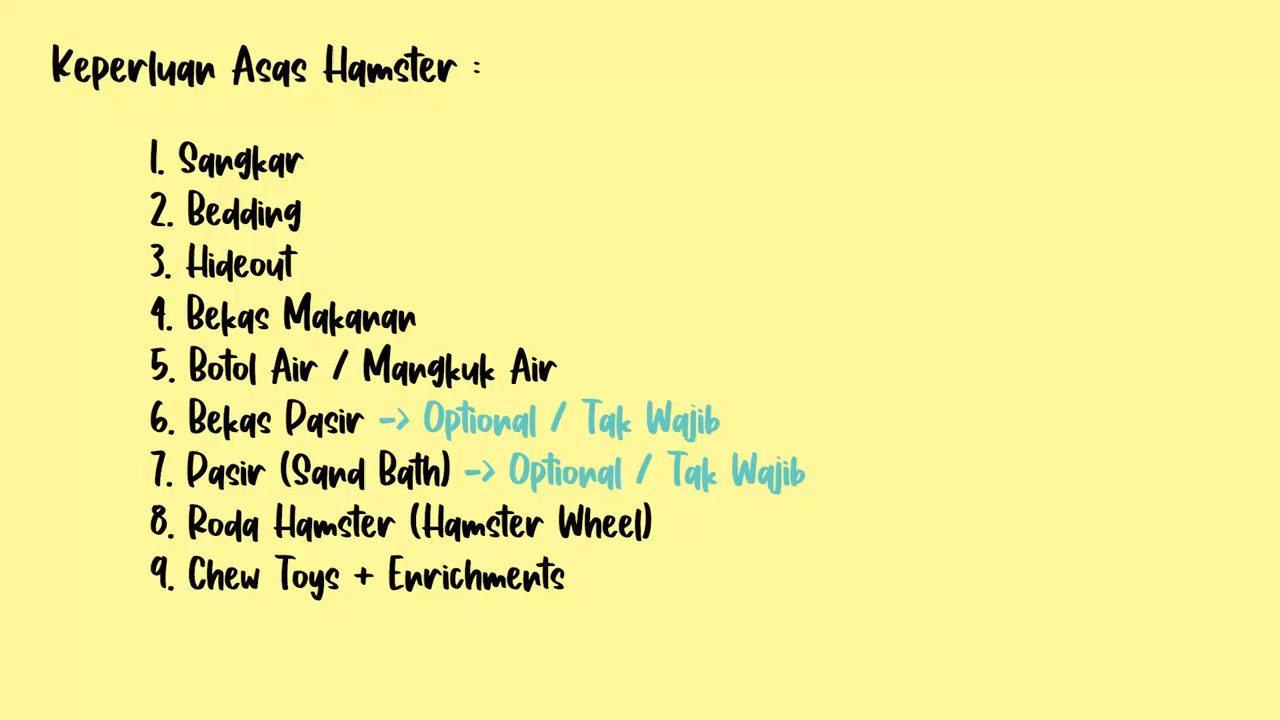 Keperluan Asas Hamster :
1. Sangkar
2. Bedding
3. Hideout
4. Bekas Makanan
5. Botol Air / Mangkuk Air
6. Bekas Pasir -> Optional / Tak Wajib
7. Pasir (Sand Bath) -> Optional / Tak Wajib
8. Roda Hamster (Hamster Wheel)
9. Chew Toys + Enrichments